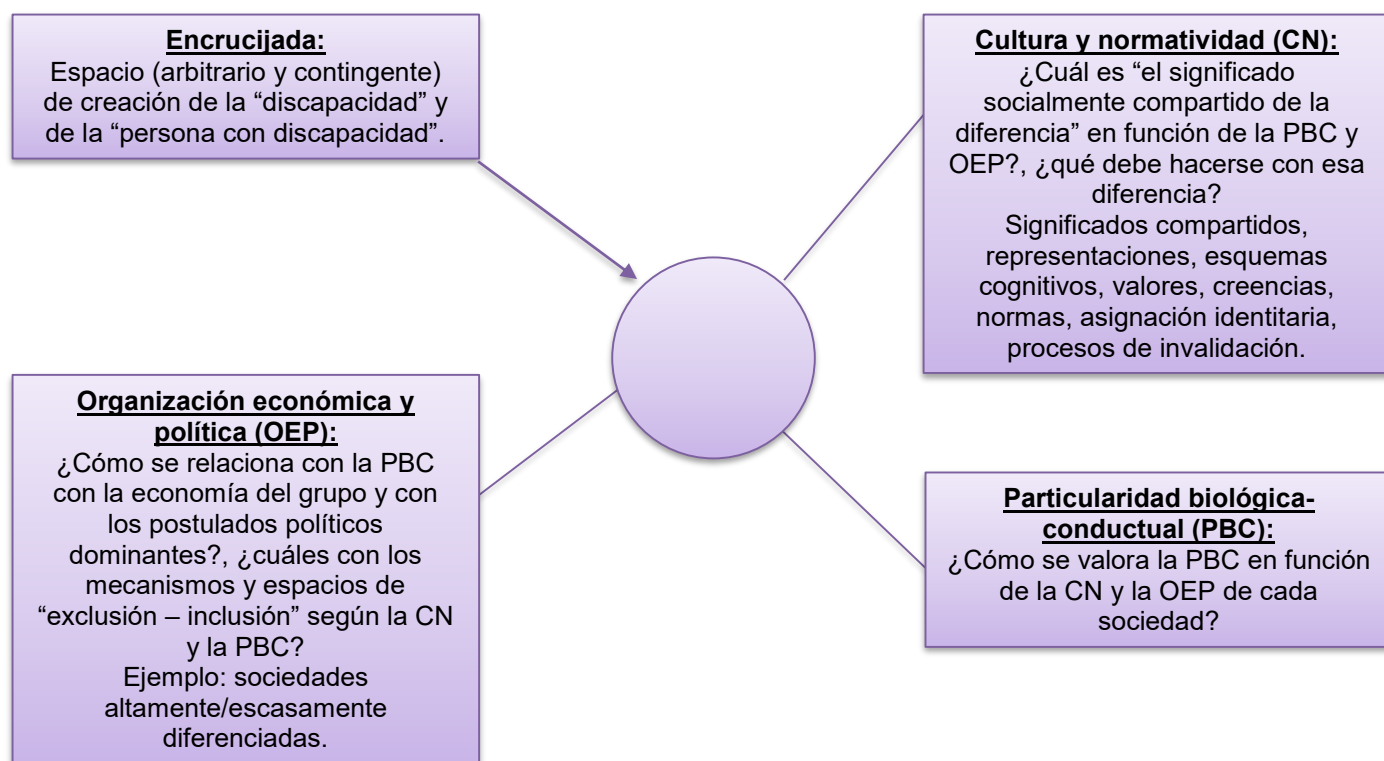 Encrucijada:
Espacio (arbitrario y contingente)
de creación de la “discapacidad” y
de la “persona con discapacidad”.
Cultura y normatividad (CN):
¿Cuál es “el significado
socialmente compartido de la
diferencia” en función de la PBC y
OEP?, ¿qué debe hacerse con esa
diferencia?
Significados compartidos,
representaciones, esquemas
cognitivos, valores, creencias,
normas, asignación identitaria,
procesos de invalidación.
Organización económica y
política (OEP):
¿Cómo se relaciona con la PBC
con la economía del grupo y con
los postulados políticos
dominantes?, ¿cuáles con los
mecanismos y espacios de
“exclusión – inclusión” según la CN
y la PBC?
Ejemplo: sociedades
altamente/escasamente
diferenciadas.
Particularidad biológica-
conductual (PBC):
¿Cómo se valora la PBC en función
de la CN y la OEP de cada
sociedad?